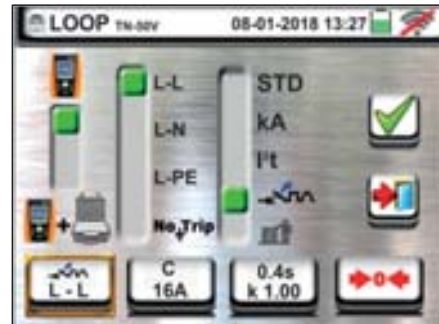 LOOP TN-50V 08-01-2018 13:27
L-L STD
L-N kA
L-PE I²t
No Trip
L - L
C
16A
0.4s
k 1.00
0